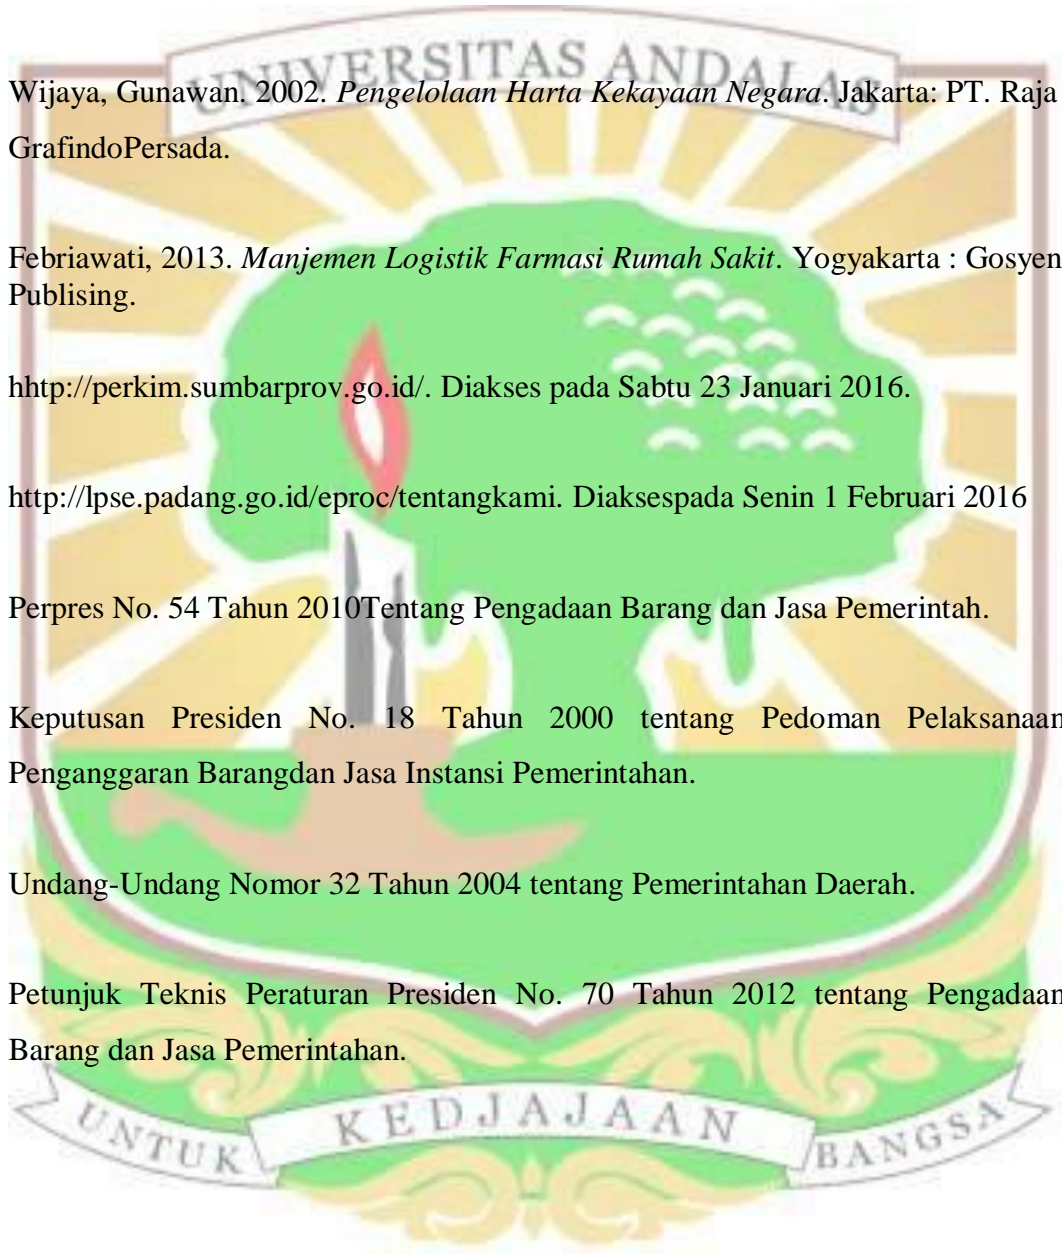 UNIVERSITAS ANDALAS
Wijaya, Gunawan. 2002. Pengelolaan Harta Kekayaan Negara. Jakarta: PT. Raja
GrafindoPersada.
Febriawati, 2013. Manjemen Logistik Farmasi Rumah Sakit. Yogyakarta : Gosyen
Publising.
hhtp://perkim.sumbarprov.go.id/. Diakses pada Sabtu 23 Januari 2016.
http://lpse.padang.go.id/eproc/tentangkami. Diaksespada Senin 1 Februari 2016
Perpres No. 54 Tahun 2010Tentang Pengadaan Barang dan Jasa Pemerintah.
Keputusan Presiden No. 18 Tahun 2000 tentang Pedoman Pelaksanaan
Penganggaran Barangdan Jasa Instansi Pemerintahan.
Undang-Undang Nomor 32 Tahun 2004 tentang Pemerintahan Daerah.
Petunjuk Teknis Peraturan Presiden No. 70 Tahun 2012 tentang Pengadaan
Barang dan Jasa Pemerintahan.
UNTUK KEDJAJAAN BANGSA